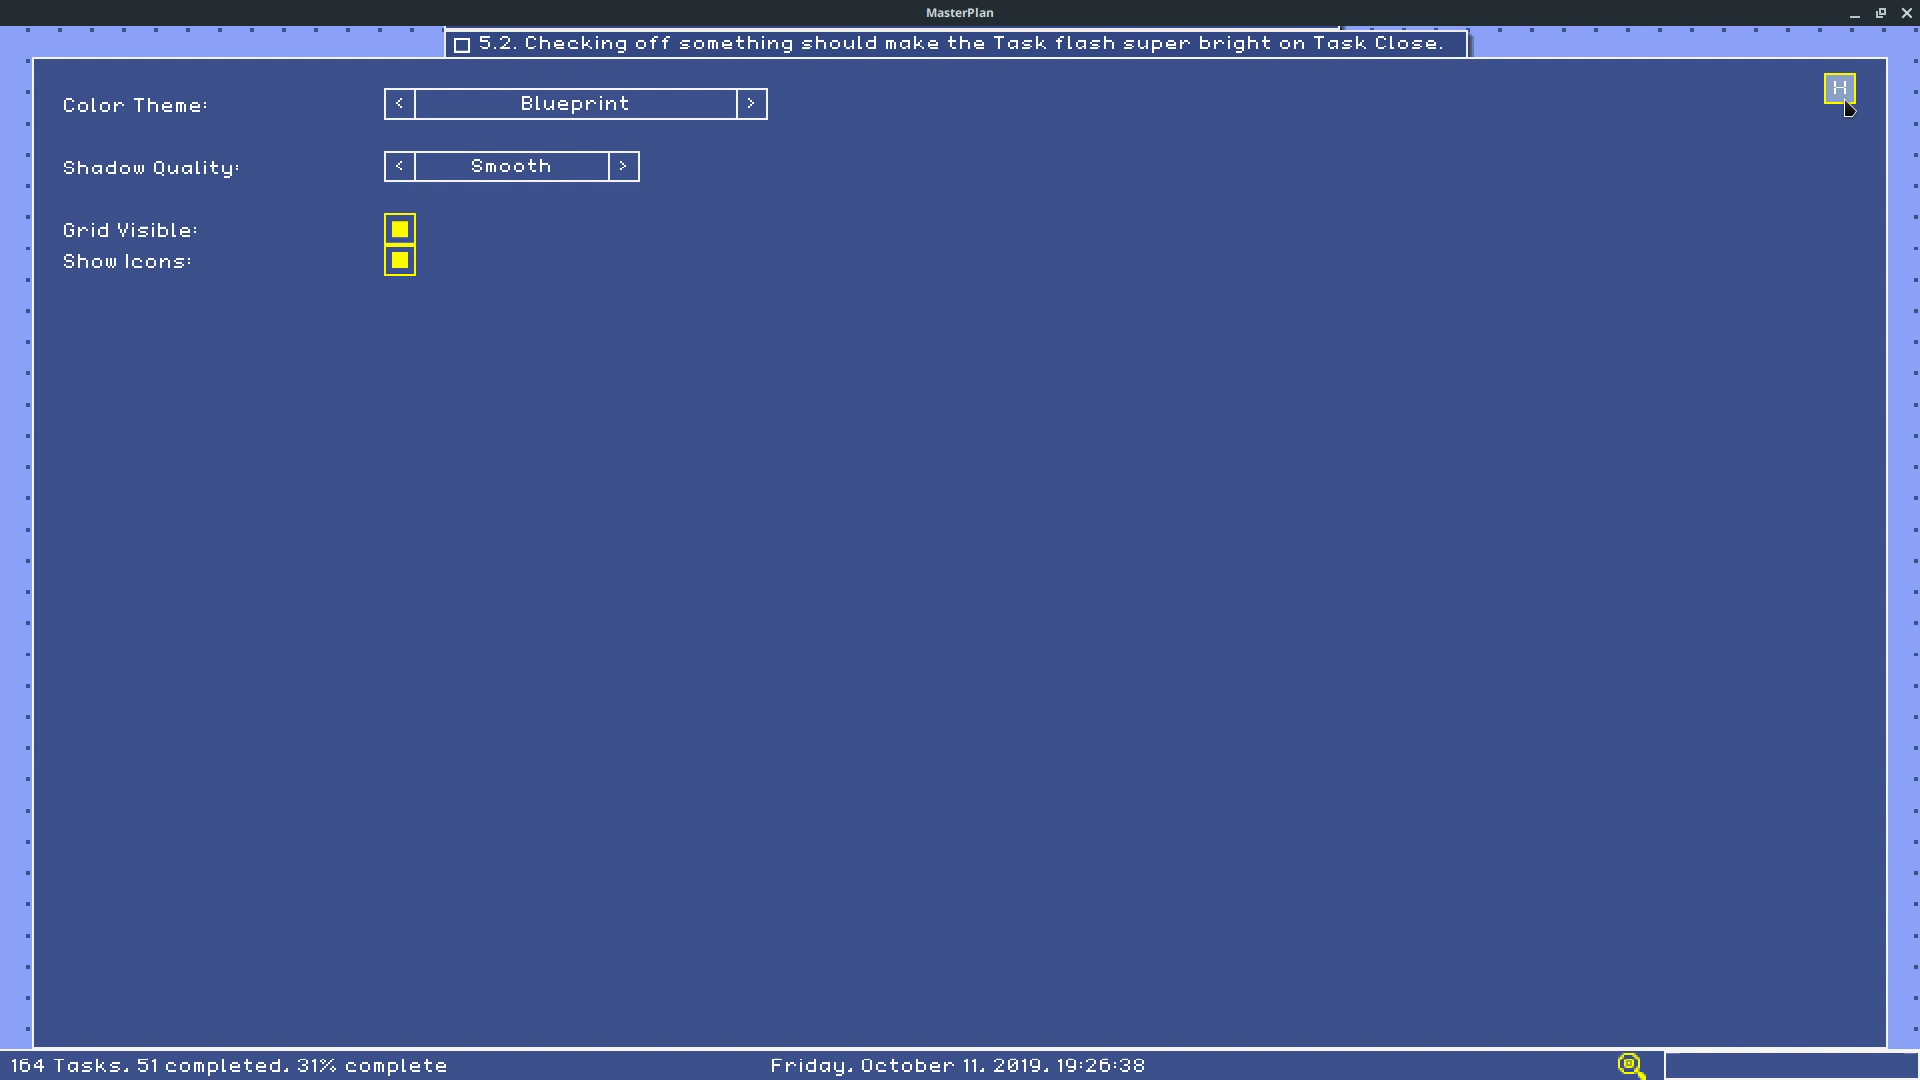 MasterPlan
5.2. Checking off something should make the Task flash super bright on Task Close.
Color Theme: < Blueprint >
H
Shadow Quality: < Smooth >
Grid Visible:
Show Icons:
164 Tasks, 51 completed, 31% complete
Friday, October 11, 2019, 19:26:38